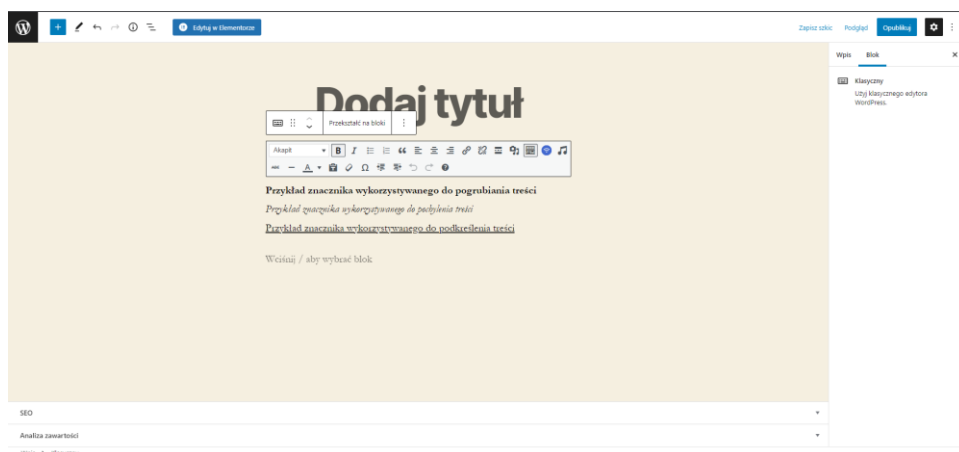 Edytuj w Elementorze
Zapisz szkic Podgląd Opublikuj
Wpis Blok
Klasyczny
Użyj klasycznego edytora
WordPress.
Dodaj tytuł
Przekształć na bloki
Akapit
Przykład znacznika wykorzystywanego do pogrubiania treści
Przykład znacznika wykorzystywanego do pochylenia treści
Przykład znacznika wykorzystywanego do podkreślenia treści
Wciśnij / aby wybrać blok
SEO
Analiza zawartości